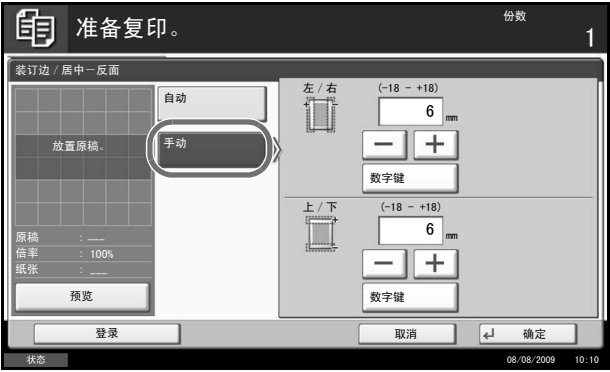 准备复印。
份数
1
装订边/居中－反面
放置原稿。
原稿 : ___
倍率 : 100%
纸张 : ___
预览
自动
手动
左/右
(-18 - +18)
6 mm
数字键
上/下
(-18 - +18)
6 mm
数字键
登录
取消
确定
状态
08/08/2009 10:10